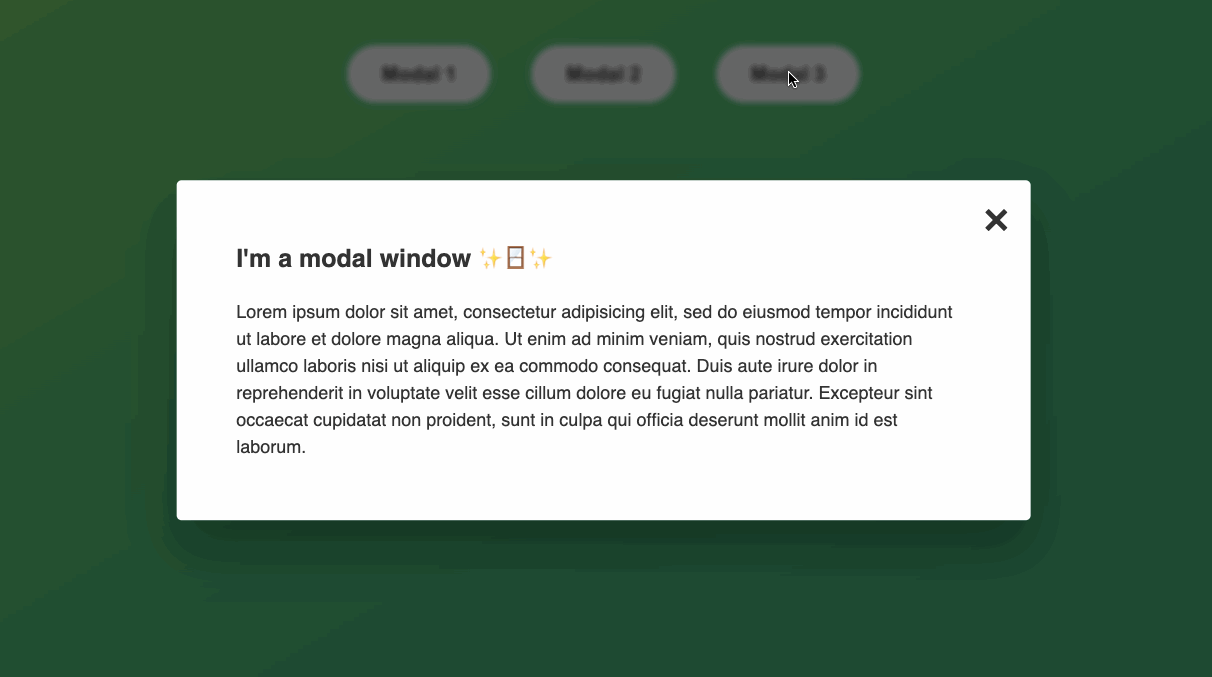 Modal 1 Modal 2 Modal 3
I'm a modal window ✨🪟✨
Lorem ipsum dolor sit amet, consectetur adipisicing elit, sed do eiusmod tempor incididunt
ut labore et dolore magna aliqua. Ut enim ad minim veniam, quis nostrud exercitation
ullamco laboris nisi ut aliquip ex ea commodo consequat. Duis aute irure dolor in
reprehenderit in voluptate velit esse cillum dolore eu fugiat nulla pariatur. Excepteur sint
occaecat cupidatat non proident, sunt in culpa qui officia deserunt mollit anim id est
laborum.